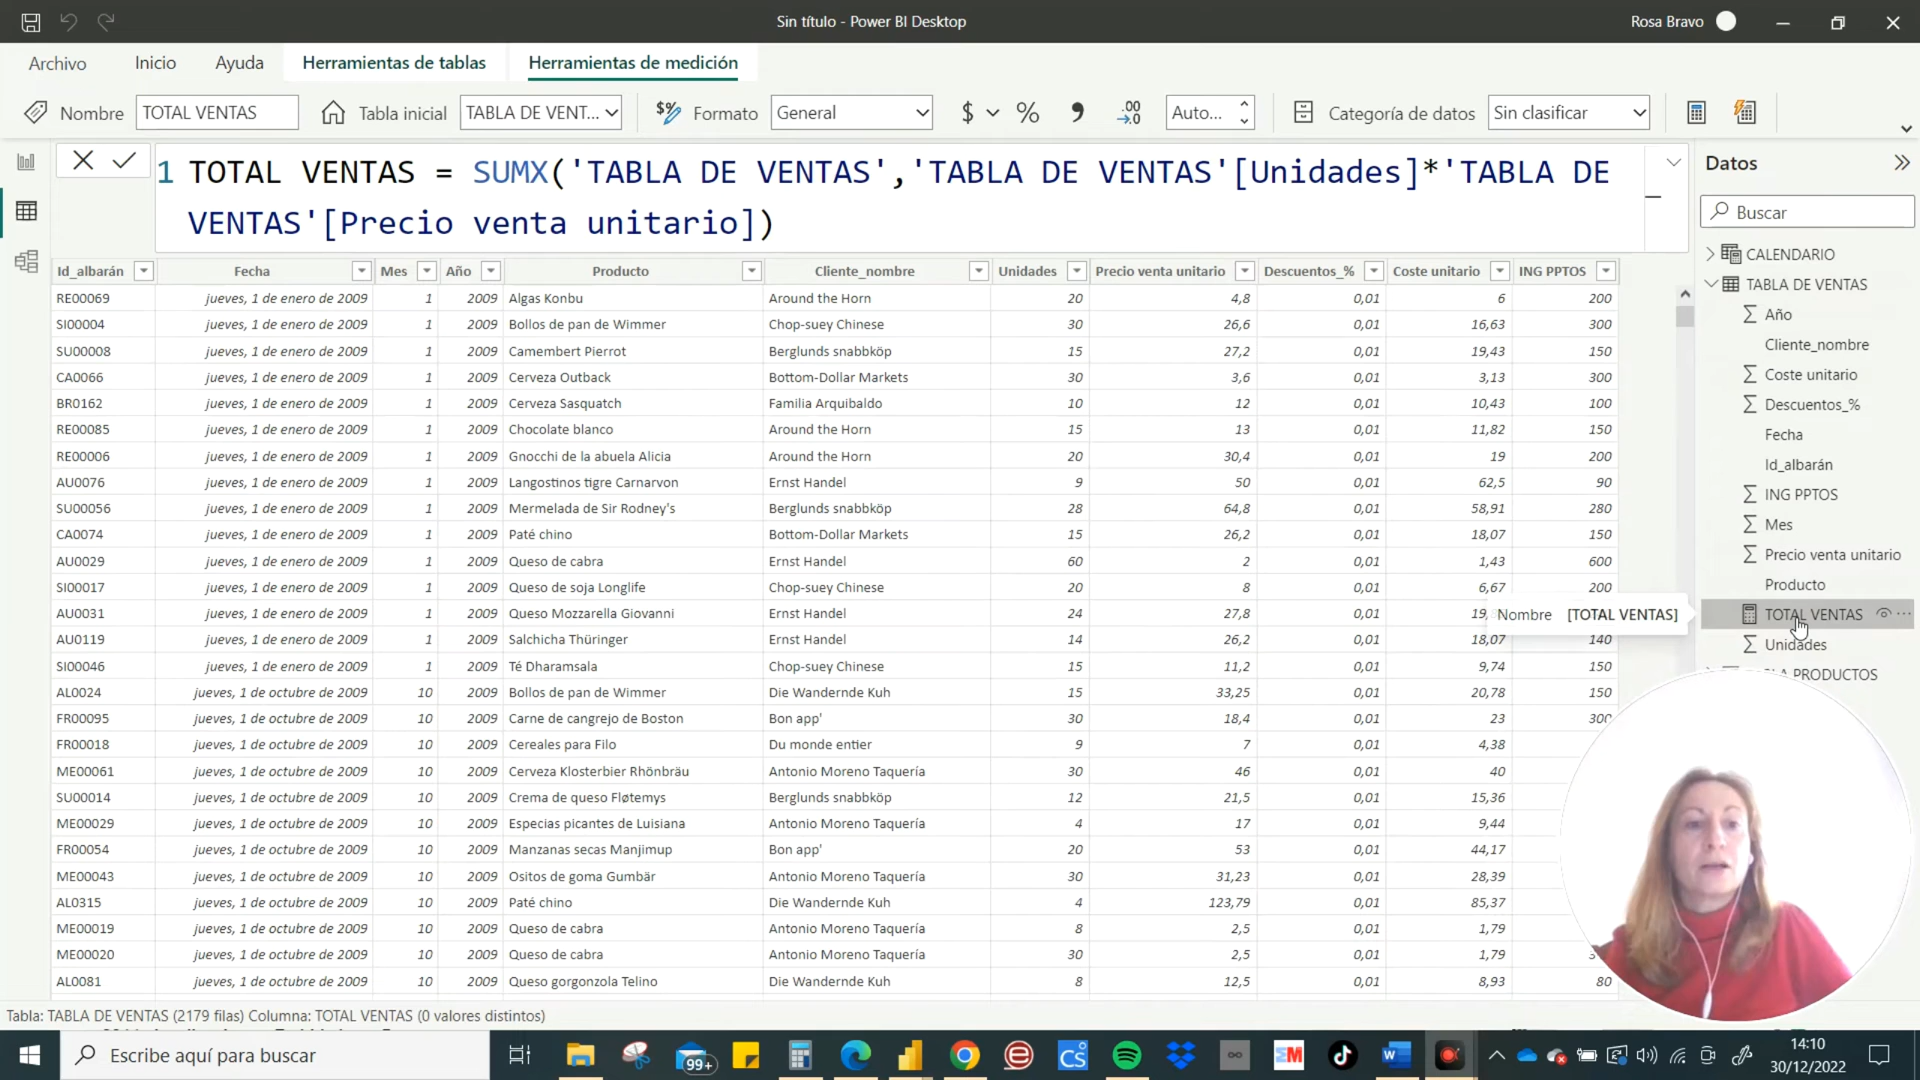 Sin título - Power BI Desktop
Rosa Bravo
Archivo Inicio Ayuda Herramientas de tablas Herramientas de medición
Nombre TOTAL VENTAS Tabla inicial TABLA DE VENT... Formato General $ % .00 →.0 Auto... Categoría de datos Sin clasificar
1 TOTAL VENTAS = SUMX('TABLA DE VENTAS','TABLA DE VENTAS'[Unidades]*'TABLA DE
VENTAS'[Precio venta unitario])
Id_albarán Fecha Mes Año Producto Cliente_nombre Unidades Precio venta unitario Descuentos_% Coste unitario ING PPTOS
RE00069 jueves, 1 de enero de 2009 1 2009 Algas Konbu Around the Horn 20 4,8 0,01 6 200
SI00004 jueves, 1 de enero de 2009 1 2009 Bollos de pan de Wimmer Chop-suey Chinese 30 26,6 0,01 16,63 300
SU00008 jueves, 1 de enero de 2009 1 2009 Camembert Pierrot Berglunds snabbköp 15 27,2 0,01 19,43 150
CA0066 jueves, 1 de enero de 2009 1 2009 Cerveza Outback Bottom-Dollar Markets 30 3,6 0,01 3,13 300
BR0162 jueves, 1 de enero de 2009 1 2009 Cerveza Sasquatch Familia Arquibaldo 10 12 0,01 10,43 100
RE00085 jueves, 1 de enero de 2009 1 2009 Chocolate blanco Around the Horn 15 13 0,01 11,82 150
RE00006 jueves, 1 de enero de 2009 1 2009 Gnocchi de la abuela Alicia Around the Horn 20 30,4 0,01 19 200
AU0076 jueves, 1 de enero de 2009 1 2009 Langostinos tigre Carnarvon Ernst Handel 9 50 0,01 62,5 90
SU00056 jueves, 1 de enero de 2009 1 2009 Mermelada de Sir Rodney's Berglunds snabbköp 28 64,8 0,01 58,91 280
CA0074 jueves, 1 de enero de 2009 1 2009 Paté chino Bottom-Dollar Markets 15 26,2 0,01 18,07 150
AU0029 jueves, 1 de enero de 2009 1 2009 Queso de cabra Ernst Handel 60 2 0,01 1,43 600
SI00017 jueves, 1 de enero de 2009 1 2009 Queso de soja Longlife Chop-suey Chinese 20 8 0,01 6,67 200
AU0031 jueves, 1 de enero de 2009 1 2009 Queso Mozzarella Giovanni Ernst Handel 24 27,8 0,01
AU0119 jueves, 1 de enero de 2009 1 2009 Salchicha Thüringer Ernst Handel 14 26,2 0,01 18,07 140
SI00046 jueves, 1 de enero de 2009 1 2009 Té Dharamsala Chop-suey Chinese 15 11,2 0,01 9,74 150
AL0024 jueves, 1 de octubre de 2009 10 2009 Bollos de pan de Wimmer Die Wandernde Kuh 15 33,25 0,01 20,78 150
FR00095 jueves, 1 de octubre de 2009 10 2009 Carne de cangrejo de Boston Bon app' 30 18,4 0,01 23 300
FR00018 jueves, 1 de octubre de 2009 10 2009 Cereales para Filo Du monde entier 9 7 0,01 4,38
ME00061 jueves, 1 de octubre de 2009 10 2009 Cerveza Klosterbier Rhönbräu Antonio Moreno Taquería 30 46 0,01 40
SU00014 jueves, 1 de octubre de 2009 10 2009 Crema de queso Fløtemys Berglunds snabbköp 12 21,5 0,01 15,36
ME00029 jueves, 1 de octubre de 2009 10 2009 Especias picantes de Luisiana Antonio Moreno Taquería 4 17 0,01 9,44
FR00054 jueves, 1 de octubre de 2009 10 2009 Manzanas secas Manjimup Bon app' 20 53 0,01 44,17
ME00043 jueves, 1 de octubre de 2009 10 2009 Ositos de goma Gumbär Antonio Moreno Taquería 30 31,23 0,01 28,39
AL0315 jueves, 1 de octubre de 2009 10 2009 Paté chino Die Wandernde Kuh 4 123,79 0,01 85,37
ME00019 jueves, 1 de octubre de 2009 10 2009 Queso de cabra Antonio Moreno Taquería 8 2,5 0,01 1,79
ME00020 jueves, 1 de octubre de 2009 10 2009 Queso de cabra Antonio Moreno Taquería 30 2,5 0,01 1,79
AL0081 jueves, 1 de octubre de 2009 10 2009 Queso gorgonzola Telino Die Wandernde Kuh 8 12,5 0,01 8,93 80
Nombre [TOTAL VENTAS]
Datos
Buscar
CALENDARIO
TABLA DE VENTAS
Año
Cliente_nombre
Coste unitario
Descuentos_%
Fecha
Id_albarán
ING PPTOS
Mes
Precio venta unitario
Producto
TOTAL VENTAS
Unidades
PRODUCTOS
Tabla: TABLA DE VENTAS (2179 filas) Columna: TOTAL VENTAS (0 valores distintos)
Escribe aquí para buscar
99+
14:10
30/12/2022